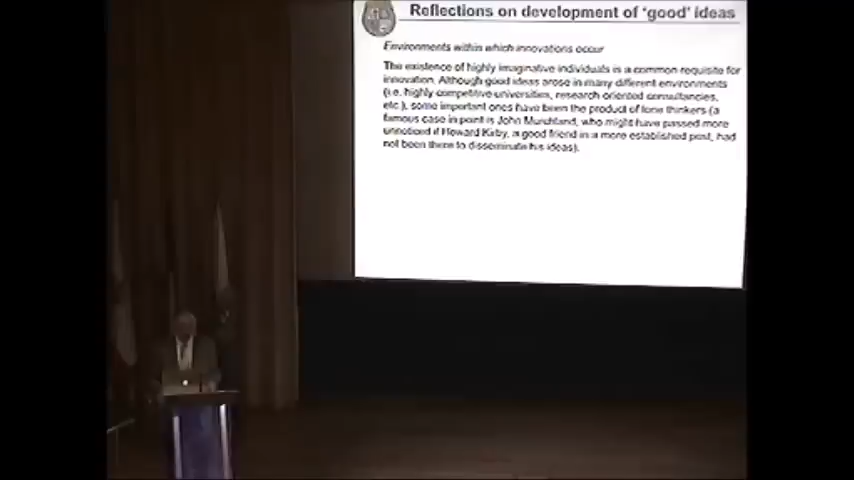 Reflections on development of 'good' ideas
Environments within which innovations occur
The existence of highly imaginative individuals is a common requisite for
innovation. Although good ideas arose in many different environments
(i.e. highly competitive universities, research oriented consultancies,
etc.), some important ones have been the product of lone thinkers (a
famous case in point is John Murchland, who might have passed more
unnoticed if Howard Kirby, a good friend in a more established post, had
not been there to disseminate his ideas).